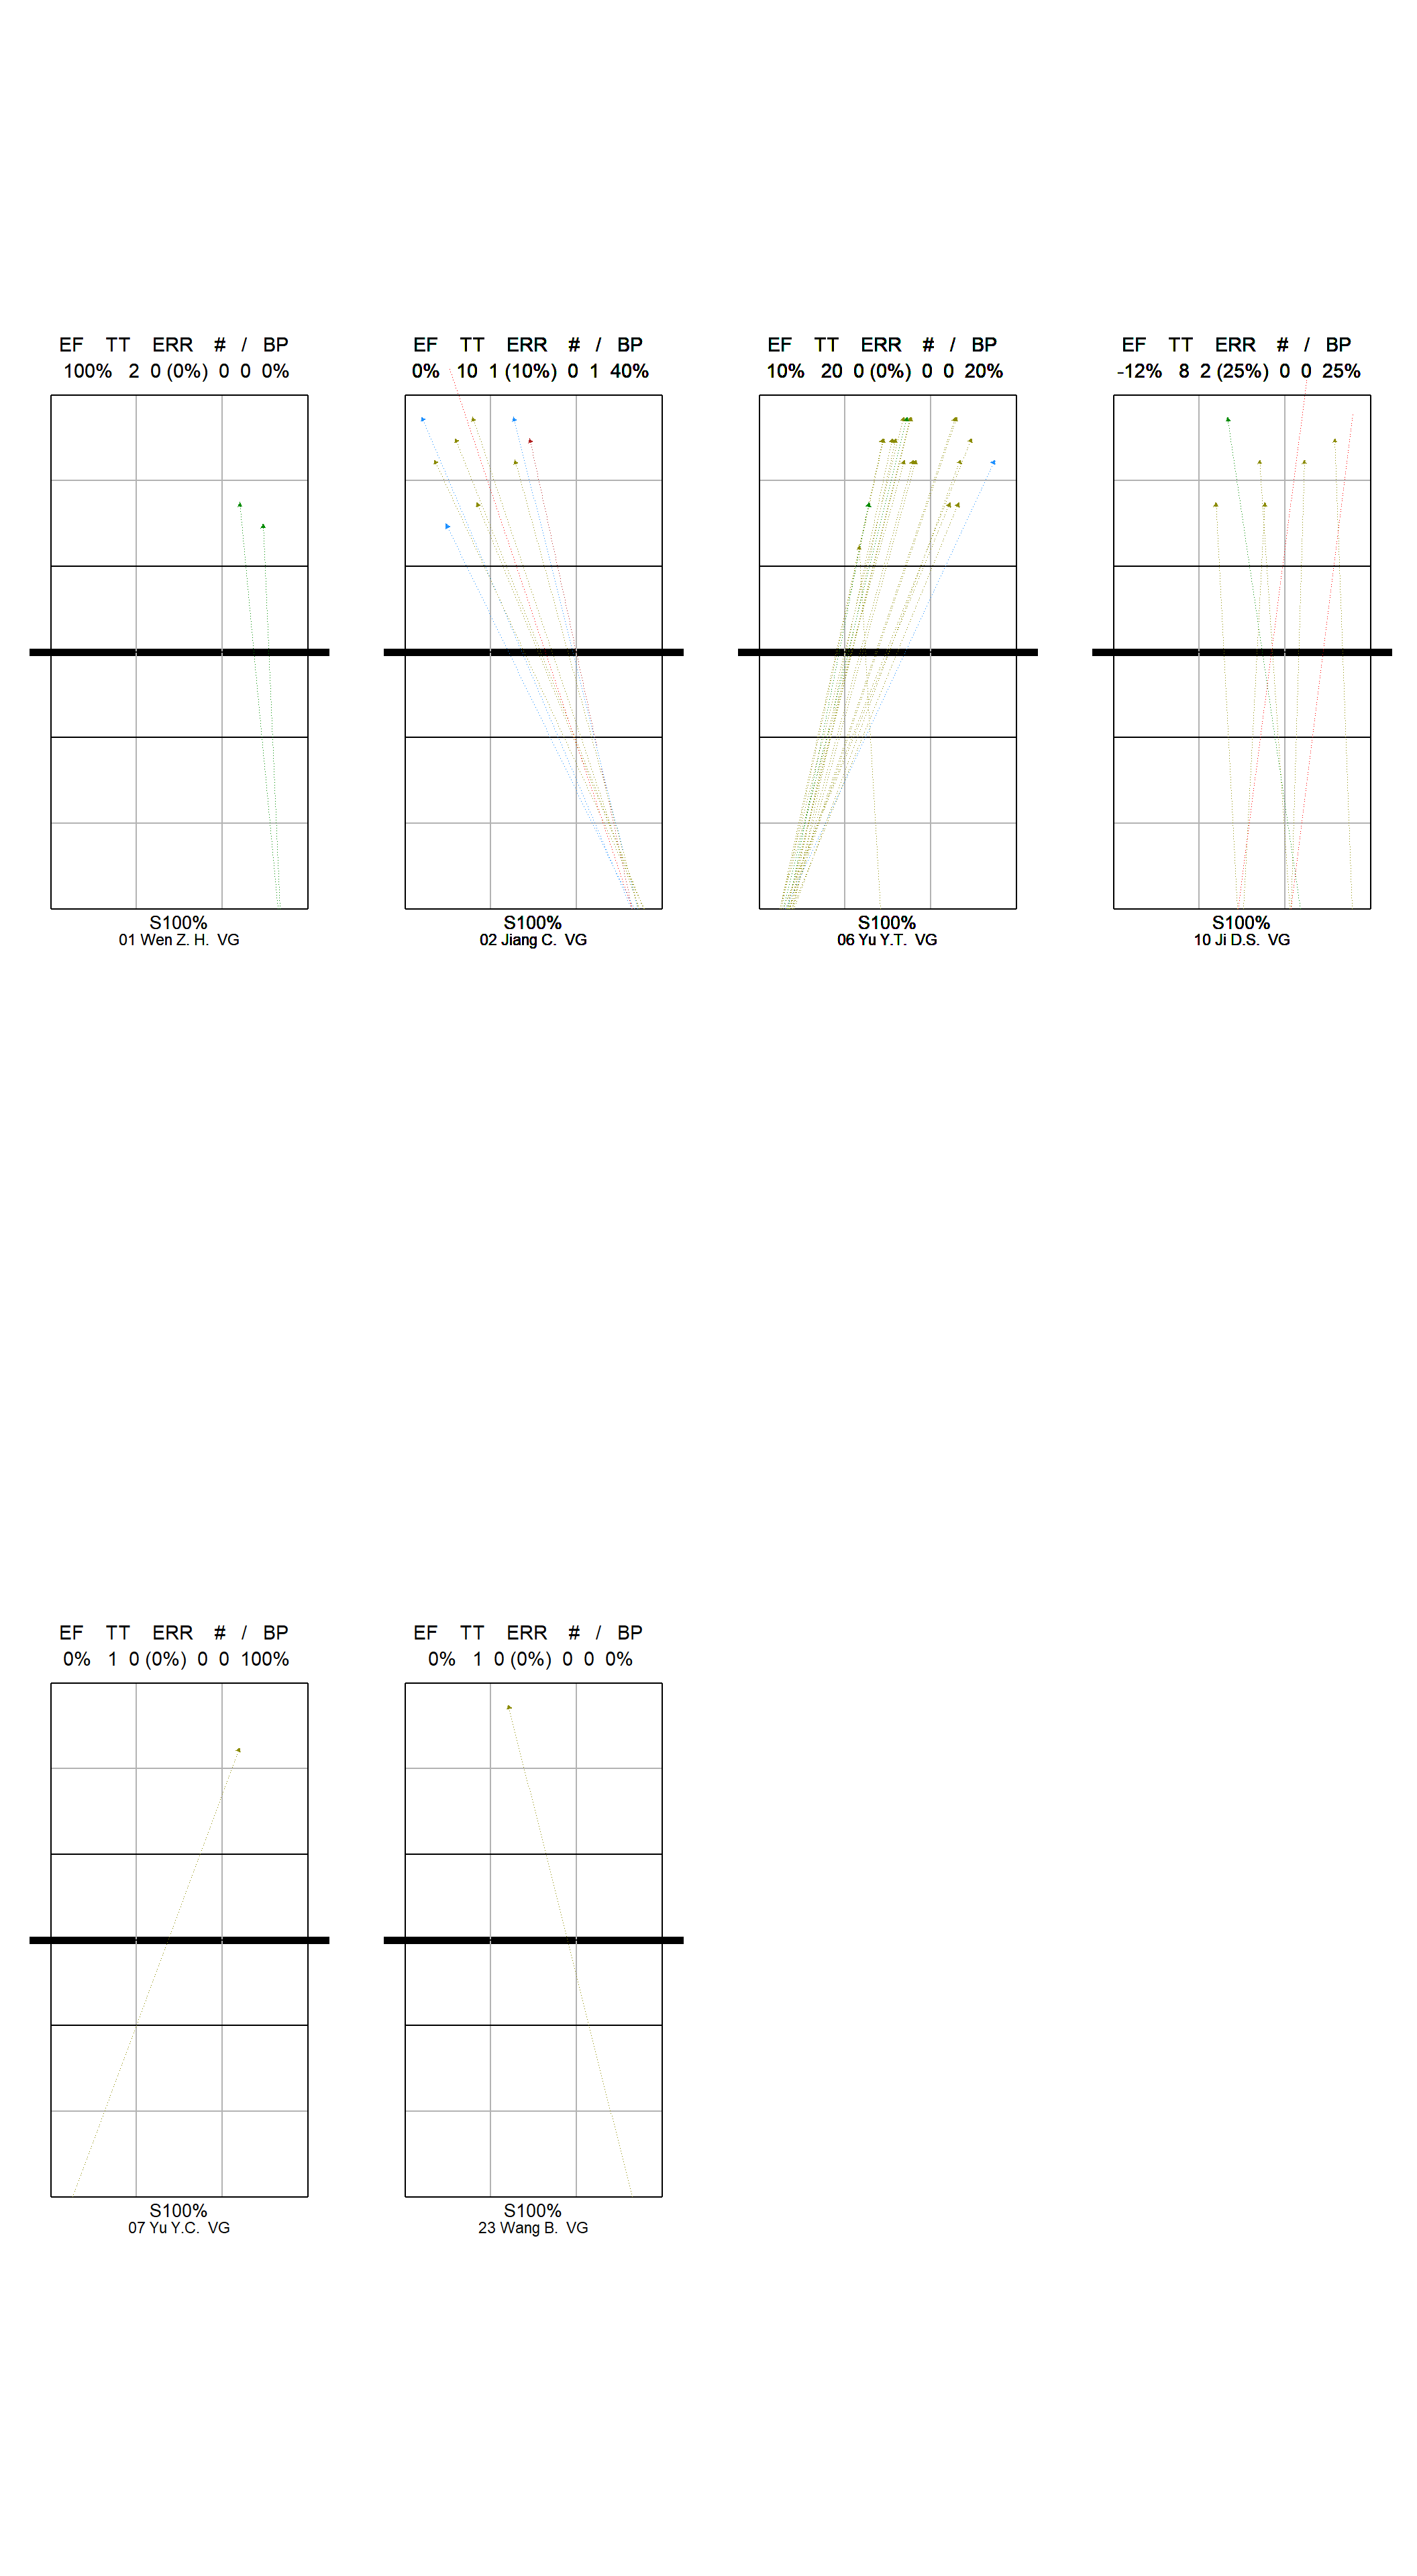 EF TT ERR # / BP
100% 2 0 (0%) 0 0 0%
S100%
01 Wen Z. H. VG
EF TT ERR # / BP
0% 10 1 (10%) 0 1 40%
S100%
02 Jiang C. VG
EF TT ERR # / BP
10% 20 0 (0%) 0 0 20%
S100%
06 Yu Y.T. VG
EF TT ERR # / BP
-12% 8 2 (25%) 0 0 25%
S100%
10 Ji D.S. VG
EF TT ERR # / BP
0% 1 0 (0%) 0 0 100%
S100%
07 Yu Y.C. VG
EF TT ERR # / BP
0% 1 0 (0%) 0 0 0%
S100%
23 Wang B. VG